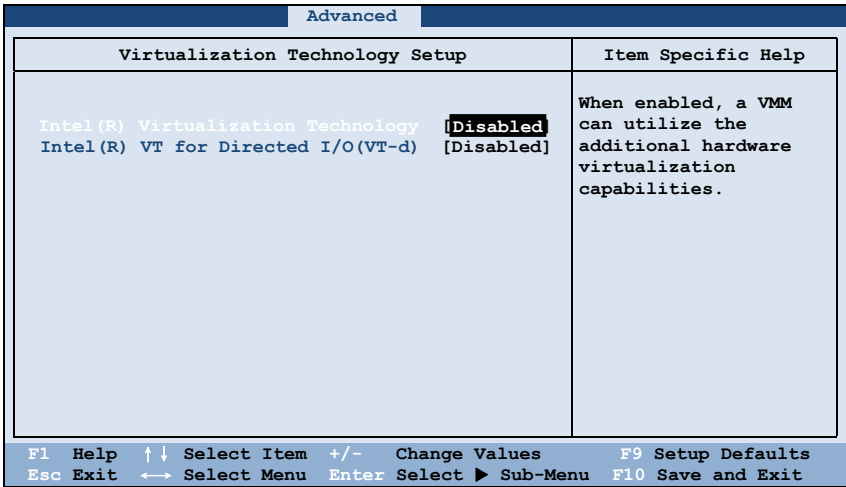 Advanced
Virtualization Technology Setup
Item Specific Help
Intel(R) Virtualization Technology [Disabled]
Intel(R) VT for Directed I/O(VT-d) [Disabled]
When enabled, a VMM
can utilize the
additional hardware
virtualization
capabilities.
F1 Help ↑↓ Select Item +/- Change Values F9 Setup Defaults
Esc Exit ←→ Select Menu Enter Select ▶ Sub-Menu F10 Save and Exit